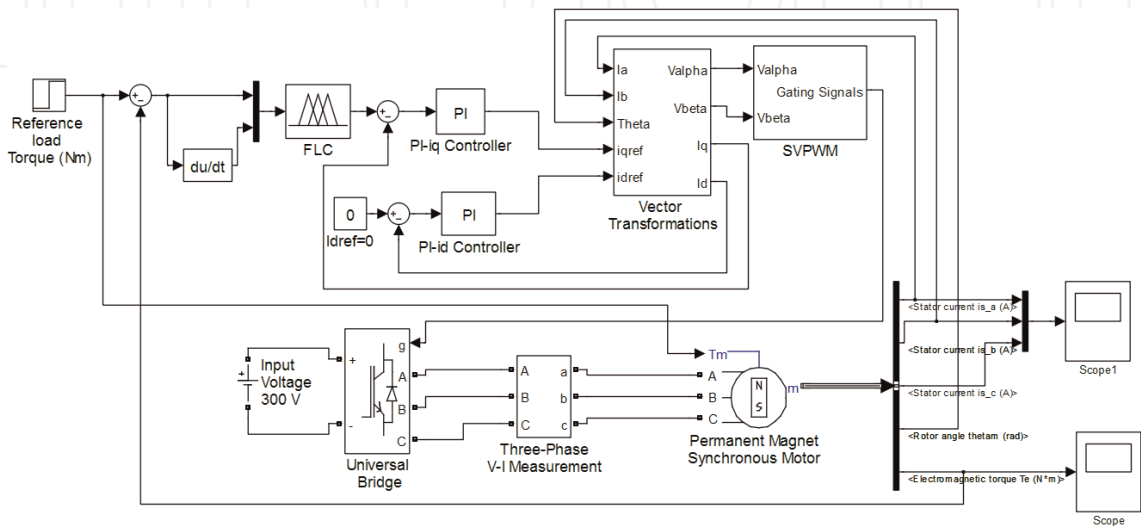 Reference
load
Torque (Nm)
+
-
du/dt
FLC
+
-
PI
PI-iq Controller
0
Idref=0
+
-
PI
PI-id Controller
Ia
Ib
Theta
iqref
idref
Valpha
Vbeta
Iq
Id
Vector
Transformations
Valpha
Gating Signals
Vbeta
SVPWM
+
Input
Voltage
300 V
g
+
A
B
-
C
Universal
Bridge
A
B
C
a
b
c
Three-Phase
V-I Measurement
Tm
A
B
C
N
S
m
Permanent Magnet
Synchronous Motor
<Stator current is_a (A)>
<Stator current is_b (A)>
<Stator current is_c (A)>
<Rotor angle thetam (rad)>
<Electromagnetic torque Te (N*m)>
Scope1
Scope